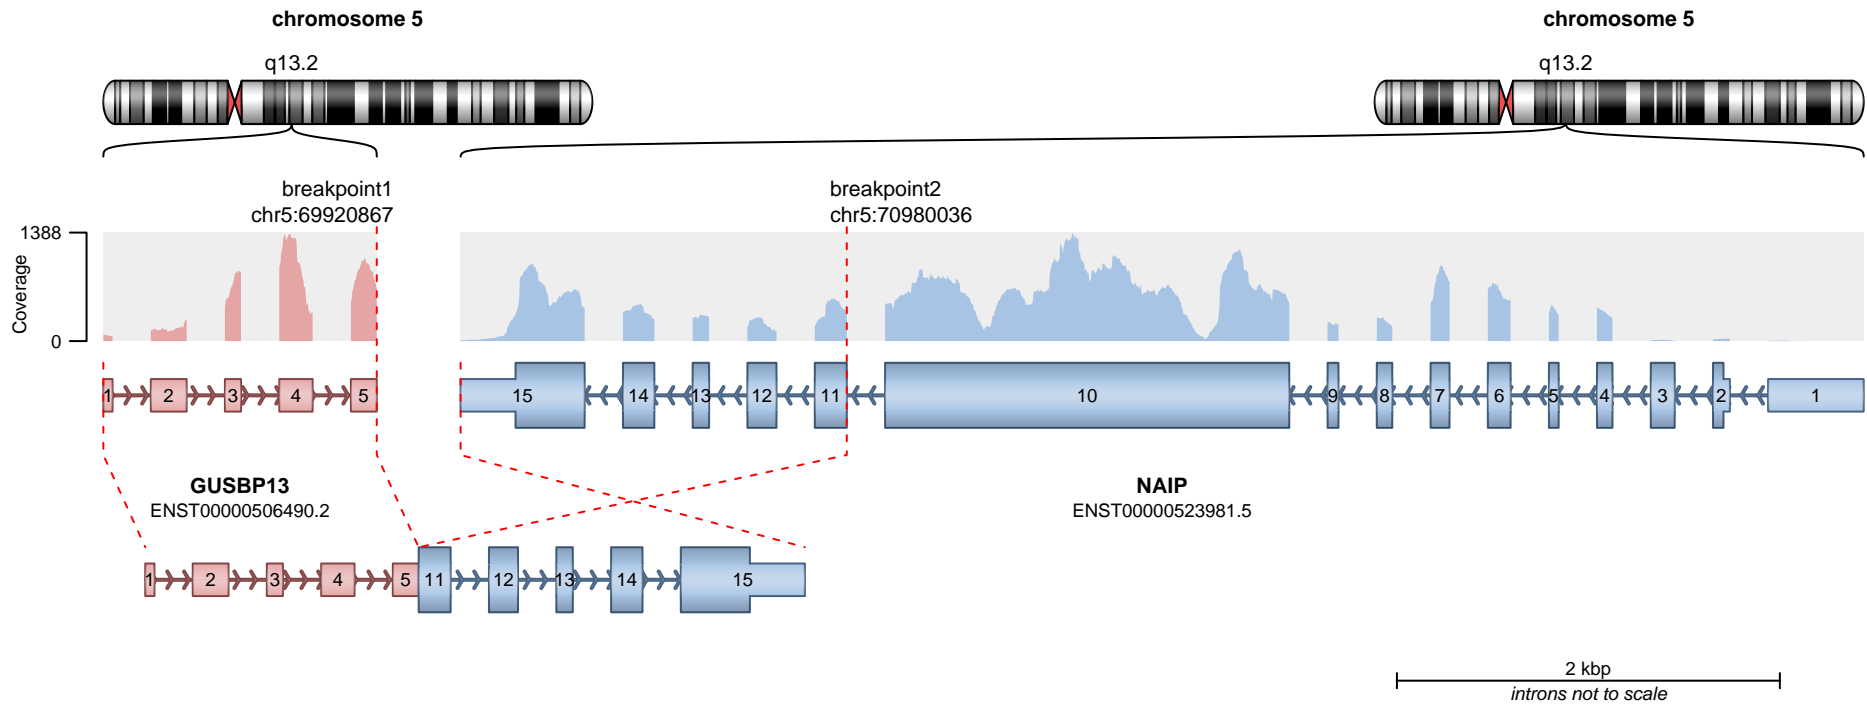 chromosome 5
chromosome 5
q13.2
q13.2
breakpoint1
chr5:69920867
breakpoint2
chr5:70980036
1388
Coverage
0
1 2 3 4 5
15 14 13 12 11 10 9 8 7 6 5 4 3 2 1
GUSBP13
ENST00000506490.2
NAIP
ENST00000523981.5
1 2 3 4 5 11 12 13 14 15
2 kbp
introns not to scale